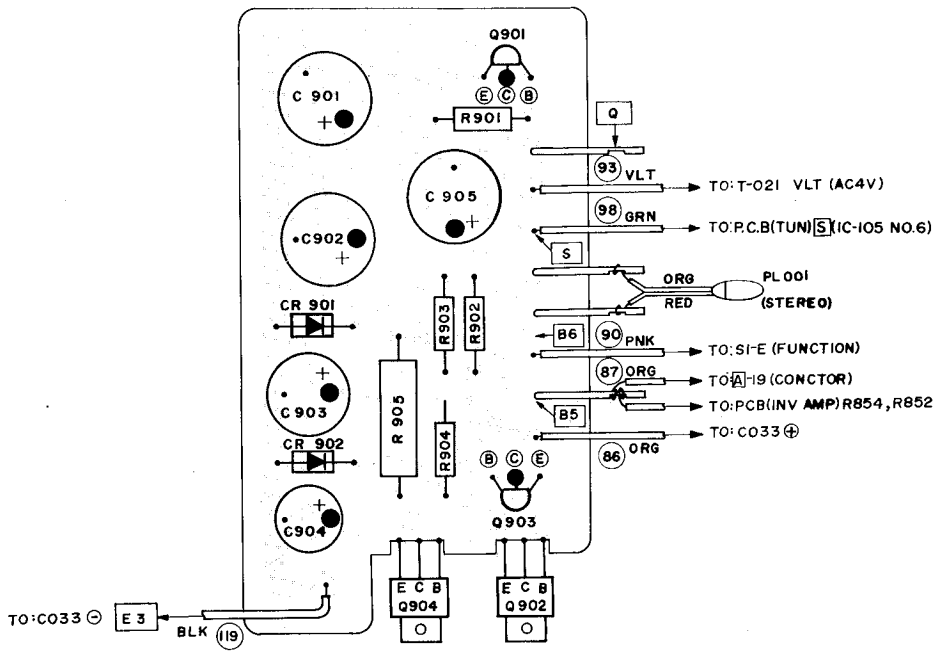 Q901
C 901
+
E C B
R901
Q
93 VLT
TO:T-021 VLT (AC4V)
C 905
+
98 GRN
TO:P.C.B(TUN) S (IC-105 NO.6)
C902
+
S
ORG
RED
PL001
(STEREO)
CR 901
R903
R902
B6
90 PNK
TO:S1-E (FUNCTION)
87 ORG
TO:A-19 (CONCTOR)
+
C903
R 905
B5
TO:PCB(INV AMP) R854, R852
TO:C033 ⊕
86 ORG
CR 902
R904
B C E
+
C904
Q903
E C B
Q904
E C B
Q902
TO:C033 ⊖
E3
BLK 119